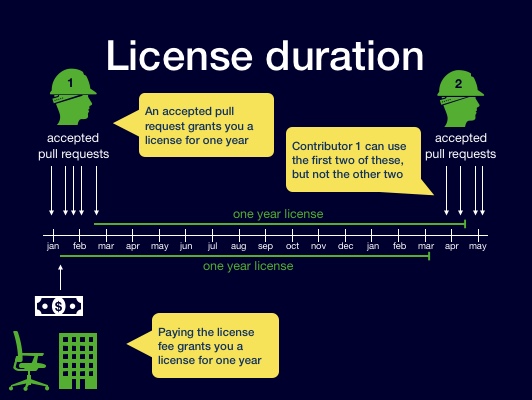 License duration
1
2
An accepted pull
request grants you a
license for one year
accepted
pull requests
Contributor 1 can use
the first two of these,
but not the other two
accepted
pull requests
one year license
jan feb mar apr may jun jul aug sep oct nov dec jan feb mar apr may
one year license
$
Paying the license
fee grants you a
license for one year